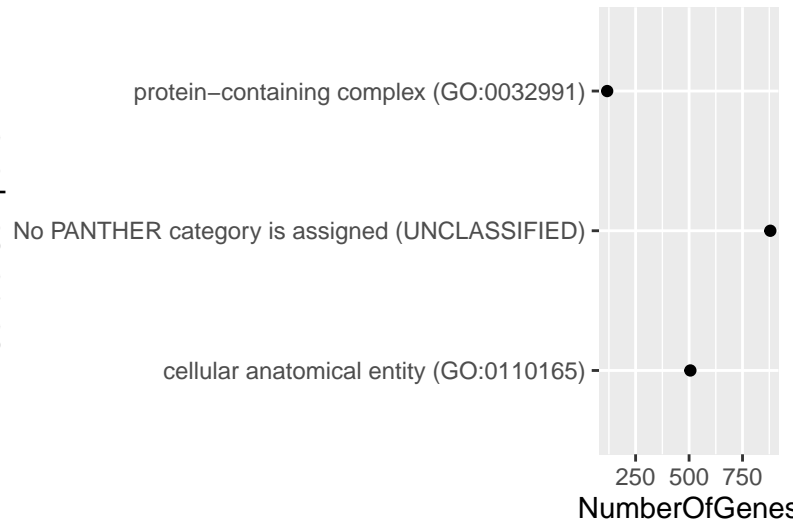 protein−containing complex (GO:0032991)
No PANTHER category is assigned (UNCLASSIFIED)
cellular anatomical entity (GO:0110165)
250 500 750
NumberOfGenes